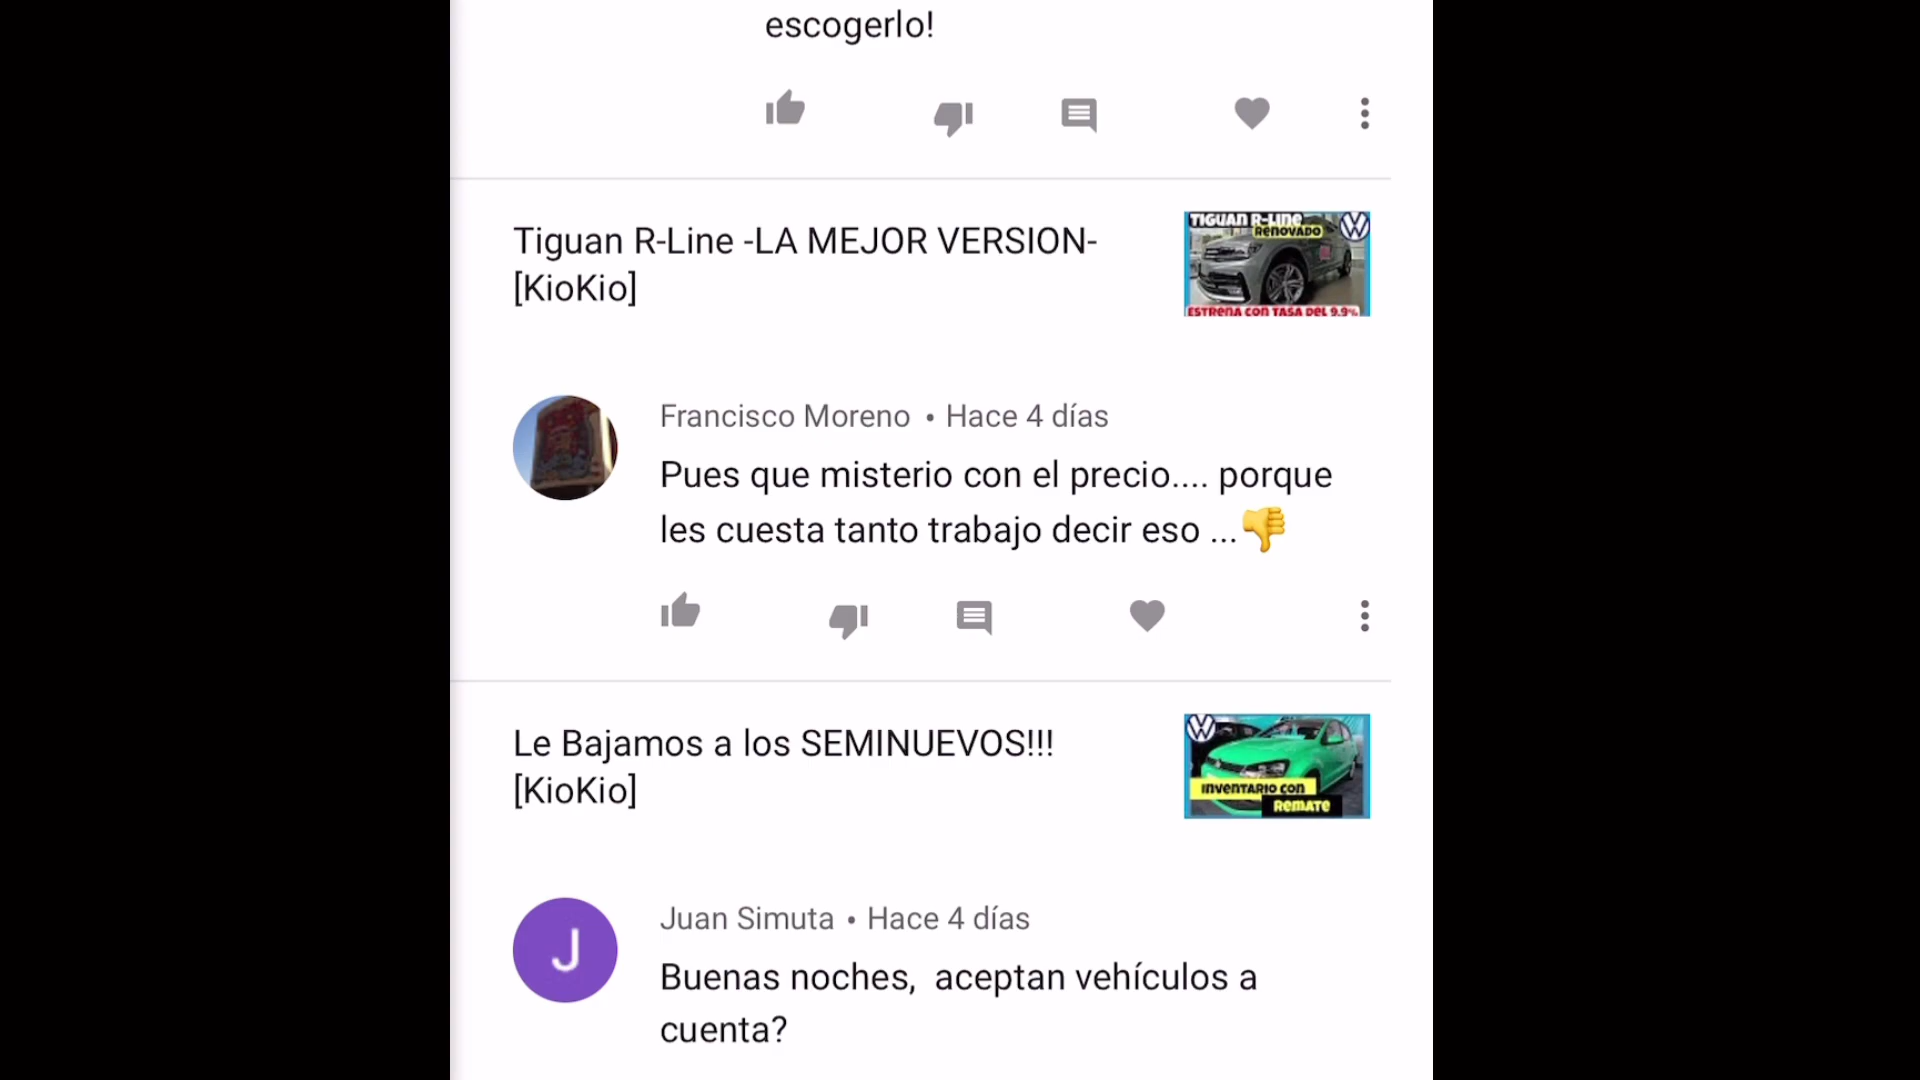 escogerlo!
Tiguan R-Line -LA MEJOR VERSION-
[KioKio]
TIGUAN R-LINE
RENOVADO
ESTRENA CON TASA DEL 9.9%
Francisco Moreno • Hace 4 días
Pues que misterio con el precio.... porque
les cuesta tanto trabajo decir eso ...👎
Le Bajamos a los SEMINUEVOS!!!
[KioKio]
INVENTARIO CON
REMATE
J
Juan Simuta • Hace 4 días
Buenas noches,  aceptan vehículos a
cuenta?